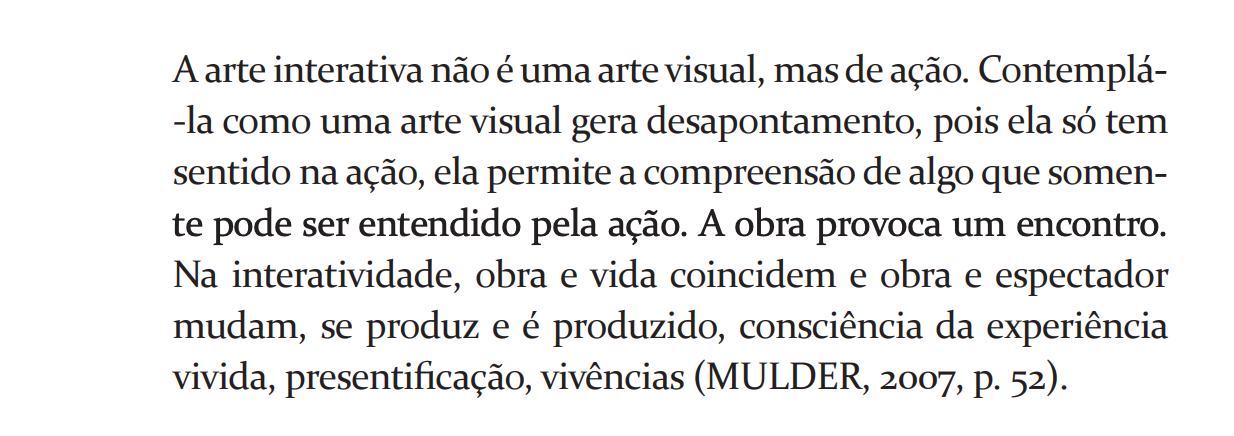 A arte interativa não é uma arte visual, mas de ação. Contemplá-
-la como uma arte visual gera desapontamento, pois ela só tem
sentido na ação, ela permite a compreensão de algo que somen-
te pode ser entendido pela ação. A obra provoca um encontro.
Na interatividade, obra e vida coincidem e obra e espectador
mudam, se produz e é produzido, consciência da experiência
vivida, presentificação, vivências (MULDER, 2007, p. 52).